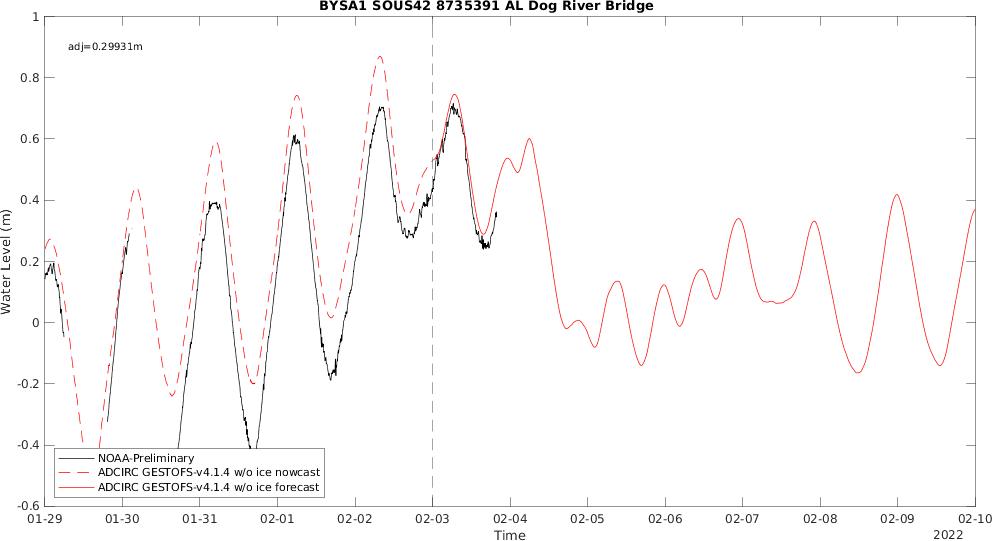 BYSA1 SOUS42 8735391 AL Dog River Bridge
adj=0.29931m
Water Level (m)
1
0.8
0.6
0.4
0.2
0
-0.2
-0.4
-0.6
NOAA-Preliminary
ADCIRC GESTOFS-v4.1.4 w/o ice nowcast
ADCIRC GESTOFS-v4.1.4 w/o ice forecast
01-29 01-30 01-31 02-01 02-02 02-03 02-04 02-05 02-06 02-07 02-08 02-09 02-10
Time
2022